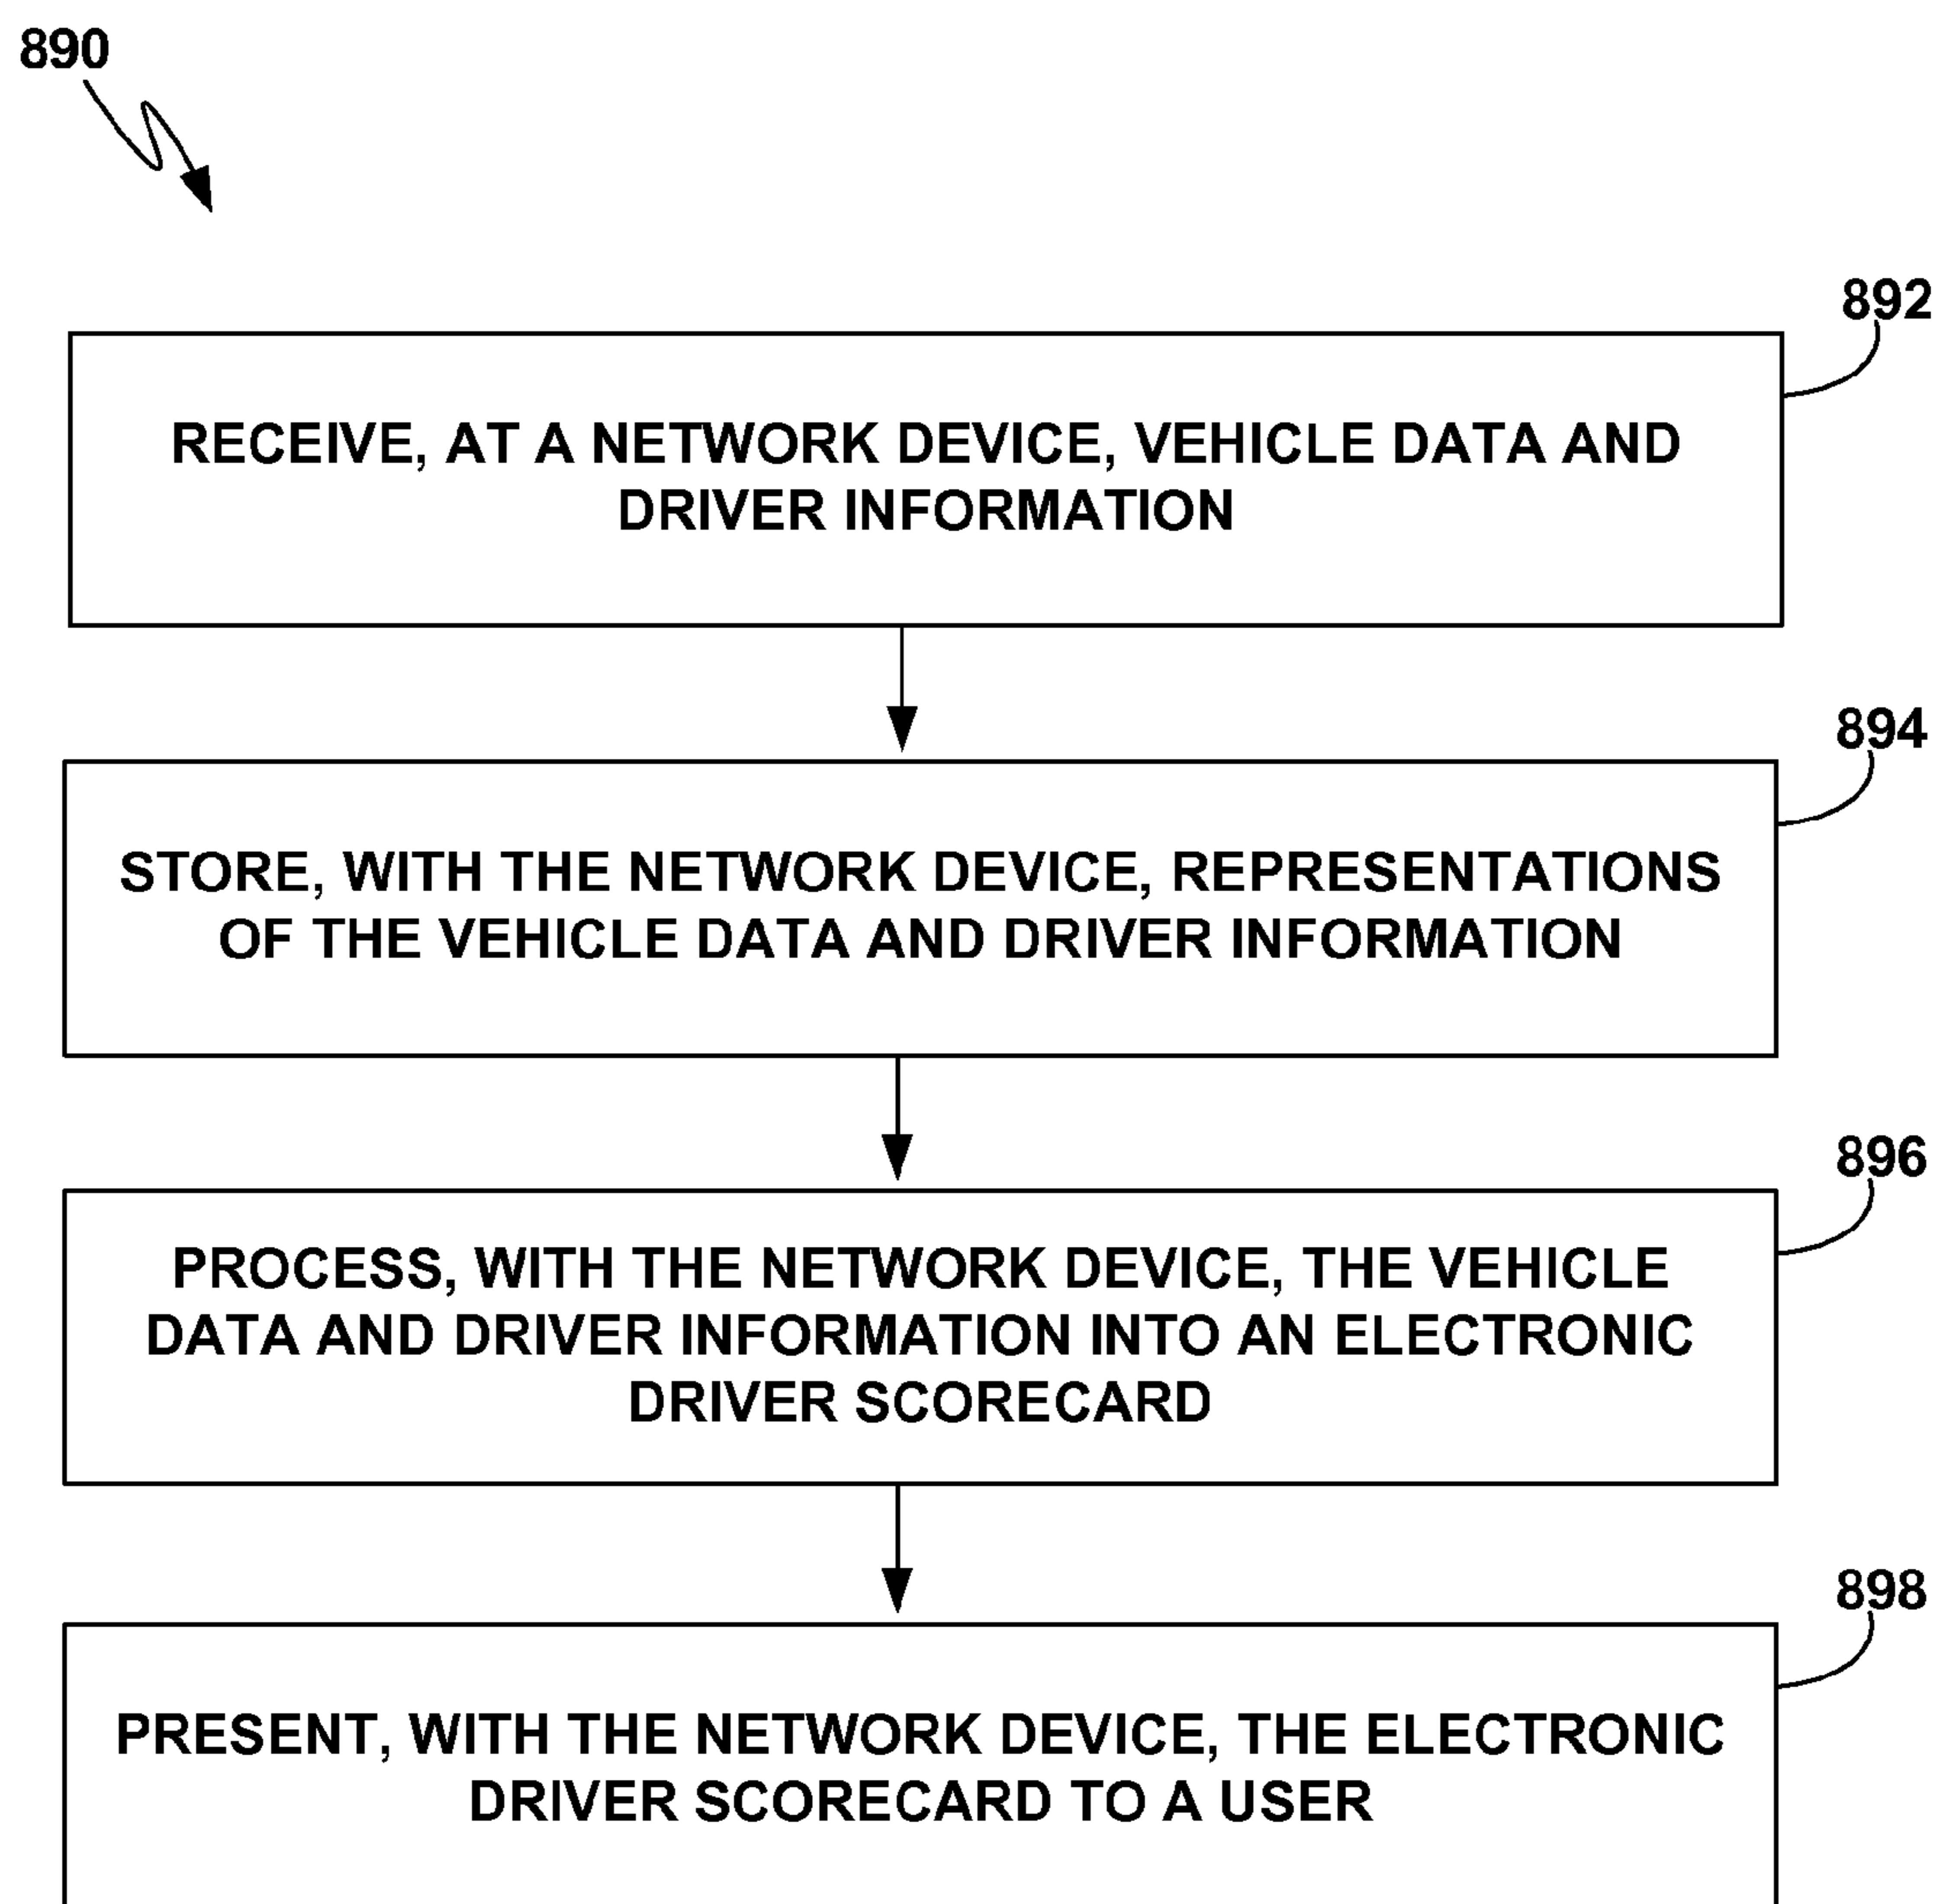 890
892
RECEIVE, AT A NETWORK DEVICE, VEHICLE DATA AND
DRIVER INFORMATION
894
STORE, WITH THE NETWORK DEVICE, REPRESENTATIONS
OF THE VEHICLE DATA AND DRIVER INFORMATION
896
PROCESS, WITH THE NETWORK DEVICE, THE VEHICLE
DATA AND DRIVER INFORMATION INTO AN ELECTRONIC
DRIVER SCORECARD
898
PRESENT, WITH THE NETWORK DEVICE, THE ELECTRONIC
DRIVER SCORECARD TO A USER